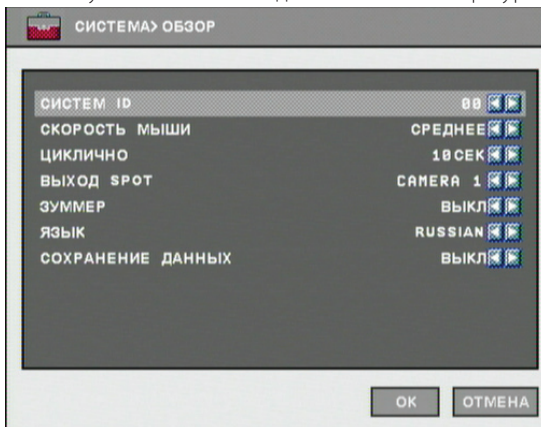 СИСТЕМА> ОБЗОР
СИСТЕМ ID 00
СКОРОСТЬ МЫШИ СРЕДНЕЕ
ЦИКЛИЧНО 10СЕК
ВЫХОД SPOT CAMERA 1
ЗУММЕР ВЫКЛ
ЯЗЫК RUSSIAN
СОХРАНЕНИЕ ДАННЫХ ВЫКЛ
ОК ОТМЕНА